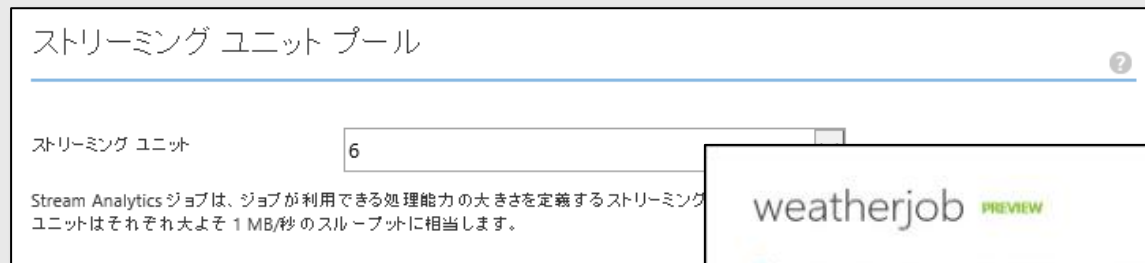 ストリーミング ユニット プール
?
ストリーミング ユニット
6
Stream Analytics ジョブは、ジョブが利用できる処理能力の大きさを定義するストリーミング
ユニットはそれぞれ大よそ 1 MB/秒のスループットに相当します。
weatherjob PREVIEW